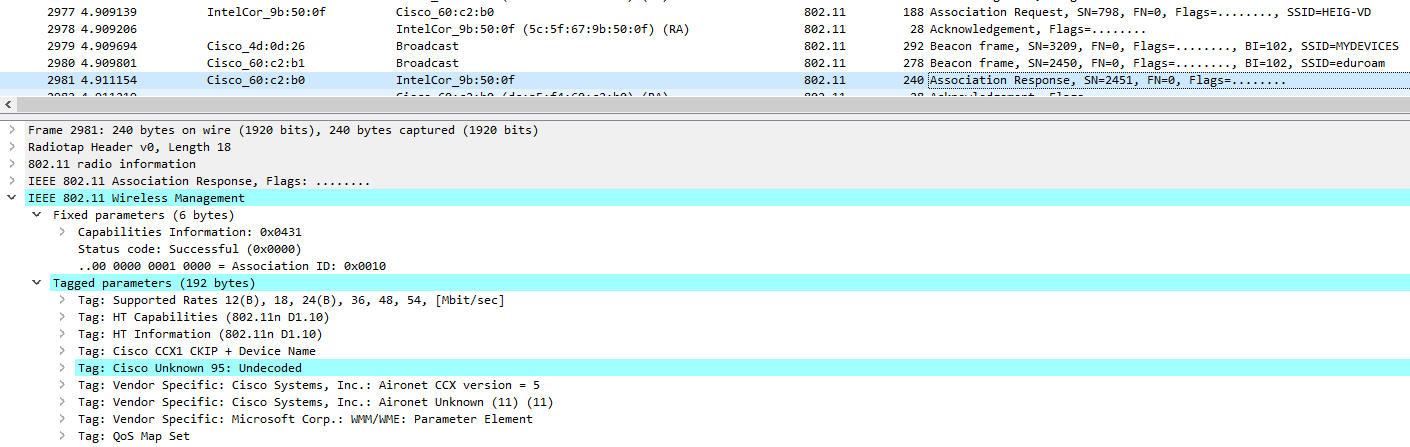 2977 4.909139 IntelCor_9b:50:0f Cisco_60:c2:b0 802.11 188 Association Request, SN=798, FN=0, Flags=........, SSID=HEIG-VD
2978 4.909206 IntelCor_9b:50:0f (5c:5f:67:9b:50:0f) (RA) 802.11 28 Acknowledgement, Flags=........
2979 4.909694 Cisco_4d:0d:26 Broadcast 802.11 292 Beacon frame, SN=3209, FN=0, Flags=........, BI=102, SSID=MYDEVICES
2980 4.909801 Cisco_60:c2:b1 Broadcast 802.11 278 Beacon frame, SN=2450, FN=0, Flags=........, BI=102, SSID=eduroam
2981 4.911154 Cisco_60:c2:b0 IntelCor_9b:50:0f 802.11 240 Association Response, SN=2451, FN=0, Flags=........
Frame 2981: 240 bytes on wire (1920 bits), 240 bytes captured (1920 bits)
Radiotap Header v0, Length 18
802.11 radio information
IEEE 802.11 Association Response, Flags: ........
IEEE 802.11 Wireless Management
Fixed parameters (6 bytes)
Capabilities Information: 0x0431
Status code: Successful (0x0000)
..00 0000 0001 0000 = Association ID: 0x0010
Tagged parameters (192 bytes)
Tag: Supported Rates 12(B), 18, 24(B), 36, 48, 54, [Mbit/sec]
Tag: HT Capabilities (802.11n D1.10)
Tag: HT Information (802.11n D1.10)
Tag: Cisco CCX1 CKIP + Device Name
Tag: Cisco Unknown 95: Undecoded
Tag: Vendor Specific: Cisco Systems, Inc.: Aironet CCX version = 5
Tag: Vendor Specific: Cisco Systems, Inc.: Aironet Unknown (11) (11)
Tag: Vendor Specific: Microsoft Corp.: WMM/WME: Parameter Element
Tag: QoS Map Set